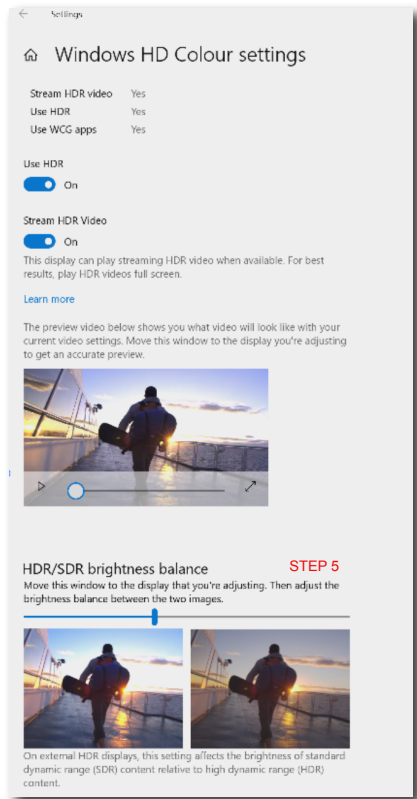 Settings
Windows HD Colour settings
Stream HDR video Yes
Use HDR Yes
Use WCG apps Yes
Use HDR
On
Stream HDR Video
On
This display can play streaming HDR video when available. For best
results, play HDR videos full screen.
Learn more
The preview video below shows you what video will look like with your
current video settings. Move this window to the display you're adjusting
to get an accurate preview.
HDR/SDR brightness balance STEP 5
Move this window to the display that you're adjusting. Then adjust the
brightness balance between the two images.
On external HDR displays, this setting affects the brightness of standard
dynamic range (SDR) content relative to high dynamic range (HDR)
content.